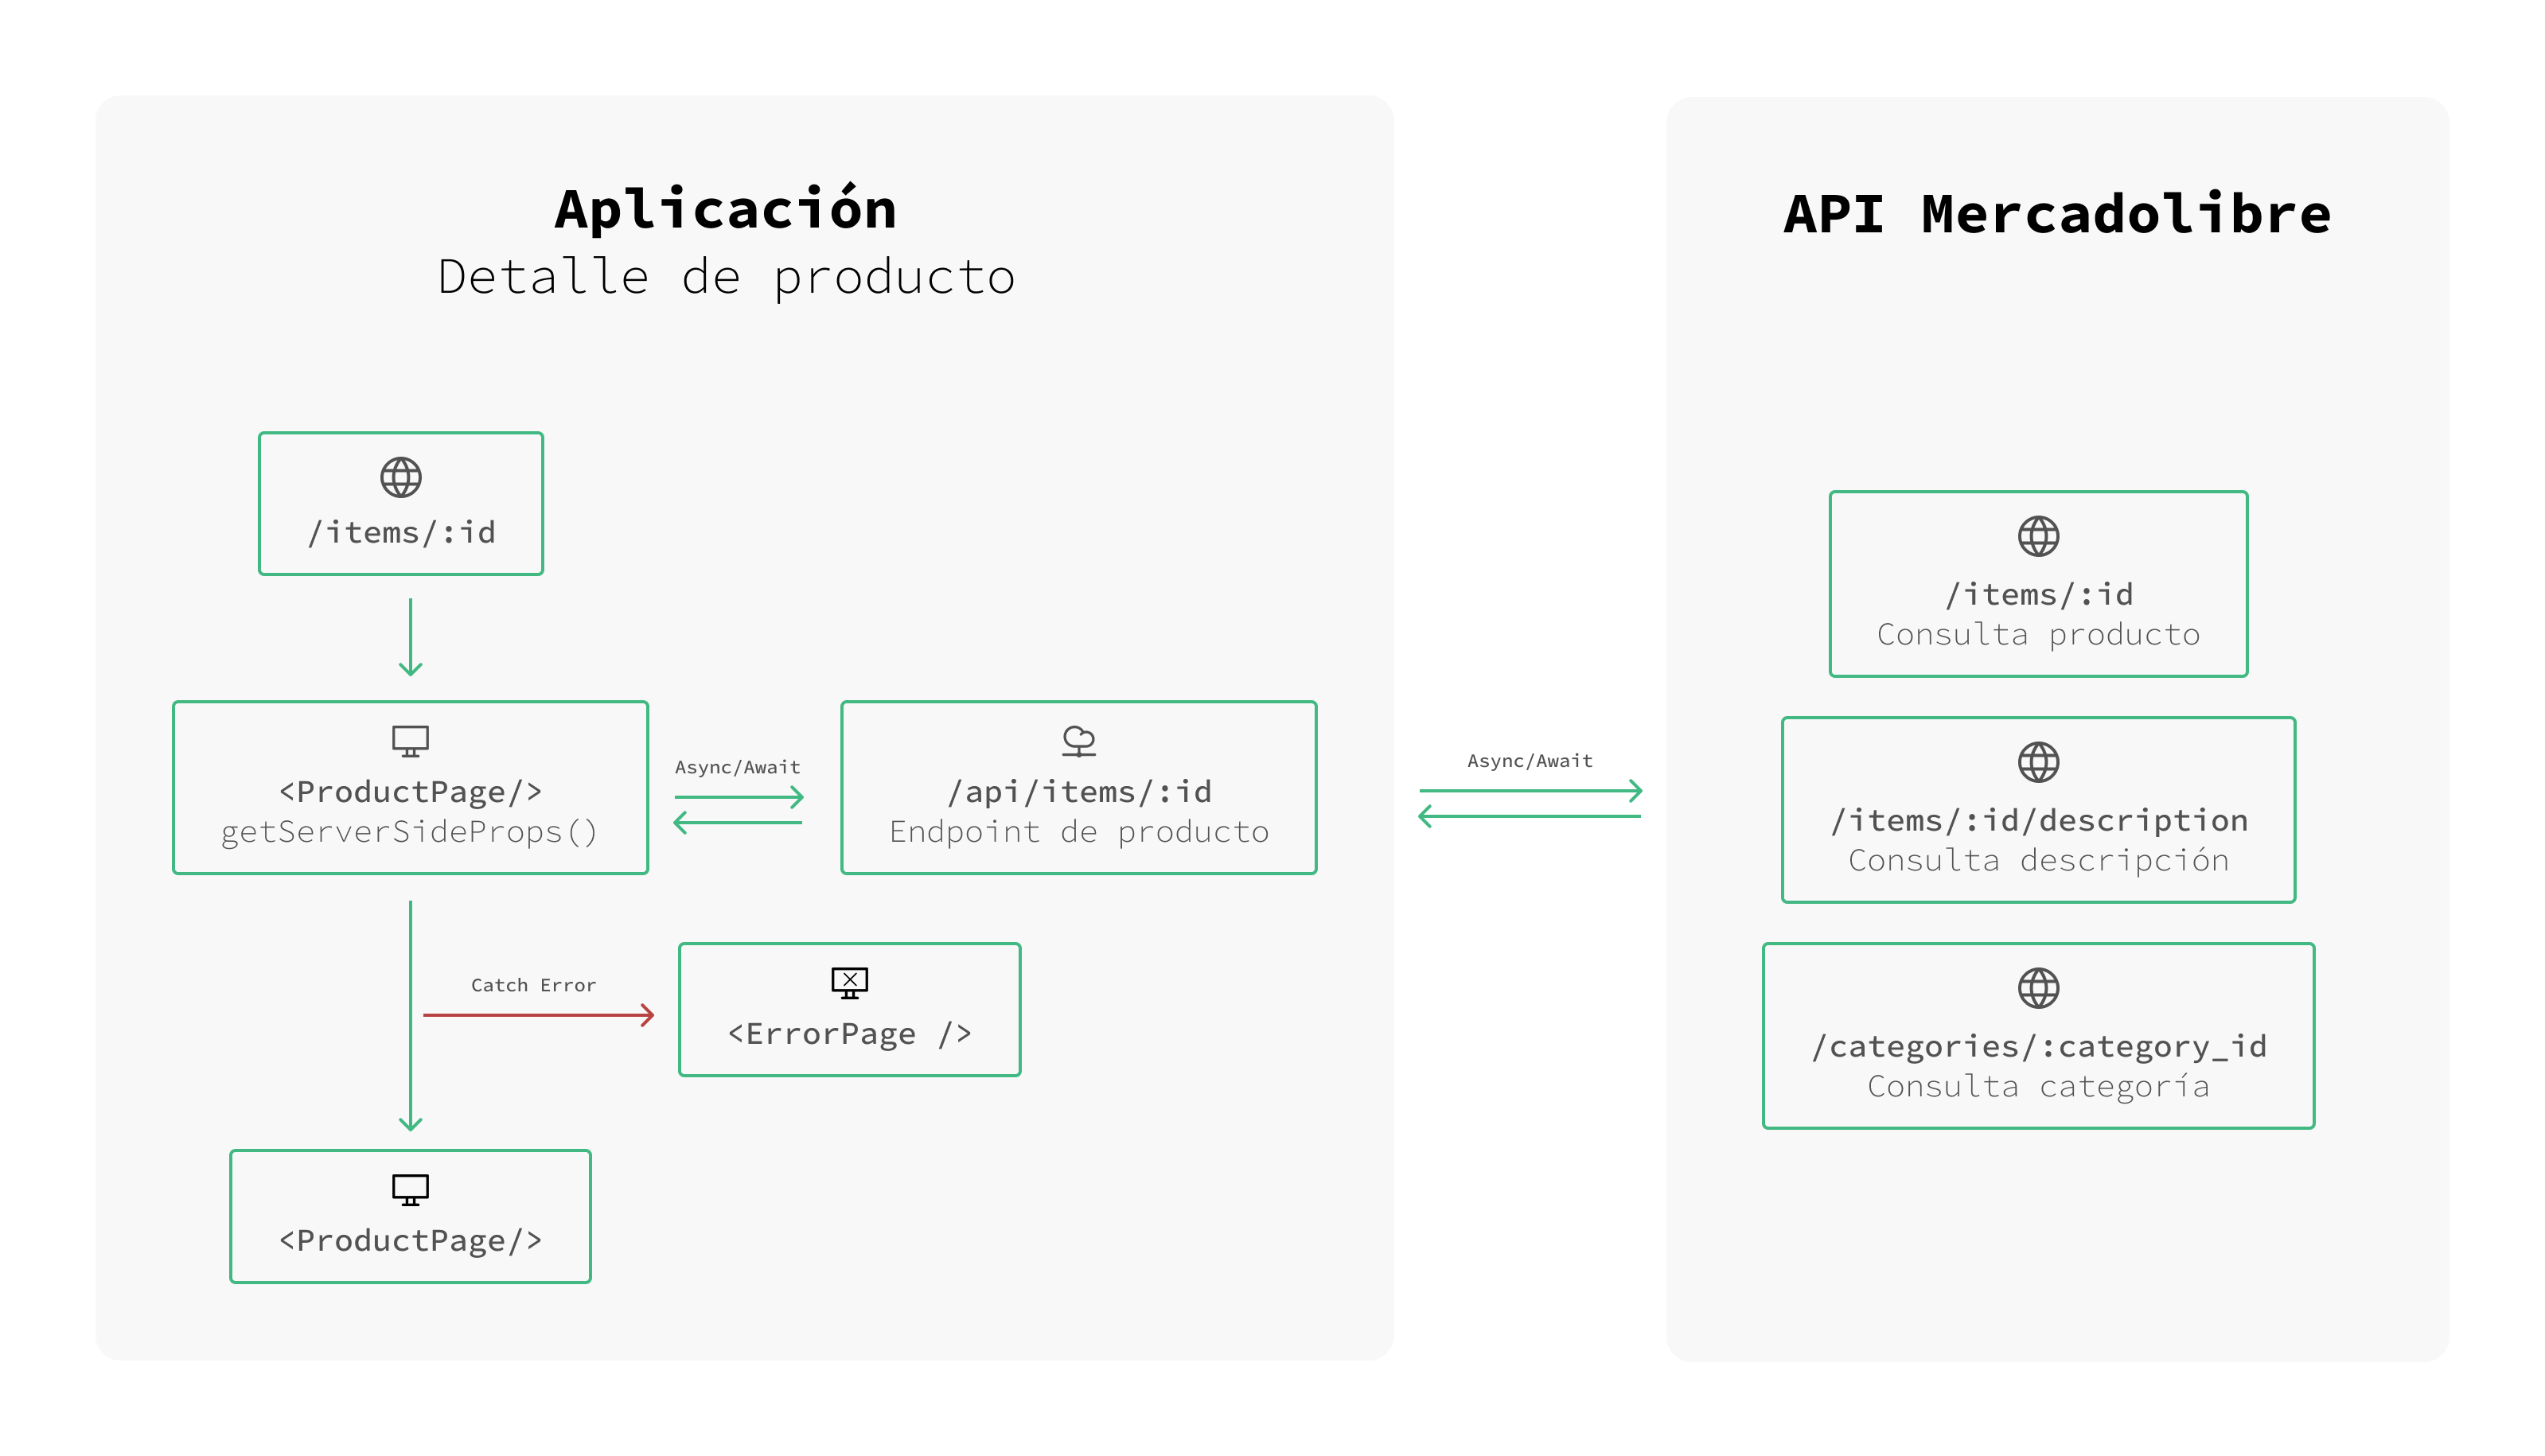 Aplicación
Detalle de producto
/items/:id
<ProductPage/>
getServerSideProps()
Async/Await
/api/items/:id
Endpoint de producto
Catch Error
<ErrorPage />
<ProductPage/>
Async/Await
API Mercadolibre
/items/:id
Consulta producto
/items/:id/description
Consulta descripción
/categories/:category_id
Consulta categoría